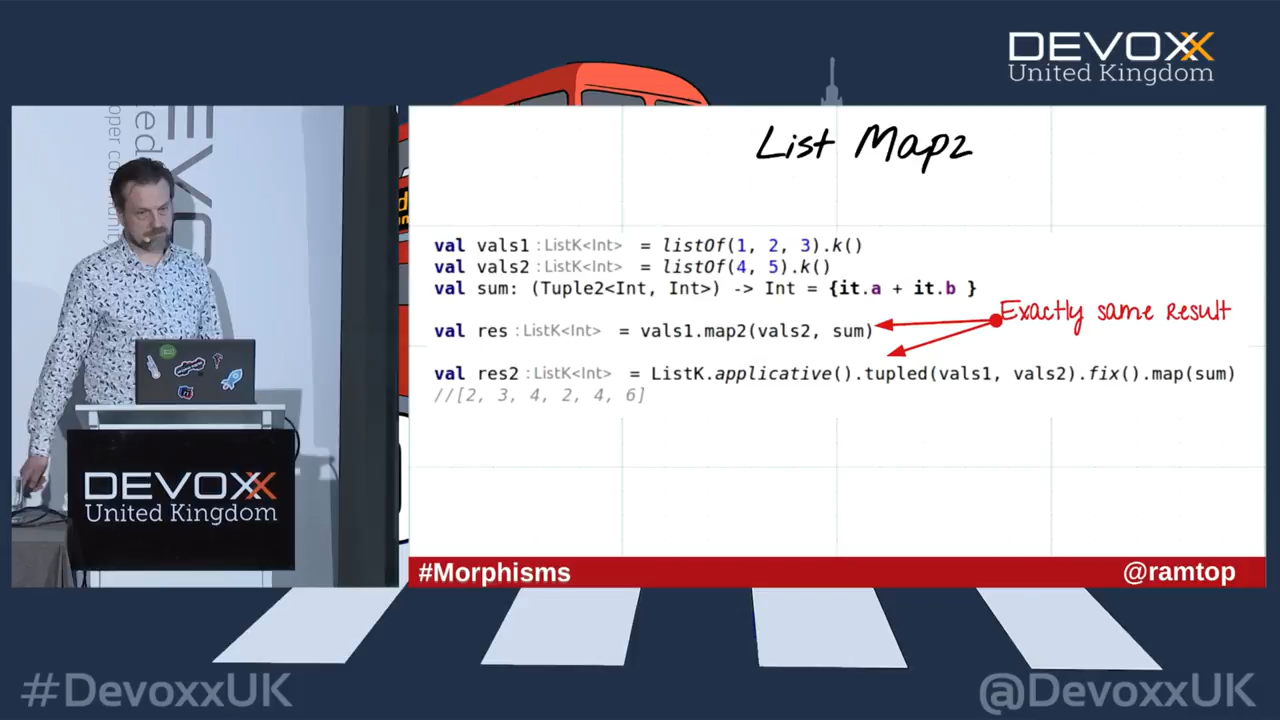 DEVOXX
United Kingdom
List Map2
val vals1 : ListK<Int> = listOf(1, 2, 3).k()
val vals2 : ListK<Int> = listOf(4, 5).k()
val sum: (Tuple2<Int, Int>) -> Int = {it.a + it.b }
Exactly same result
val res : ListK<Int> = vals1.map2(vals2, sum)
val res2 : ListK<Int> = ListK.applicative().tupled(vals1, vals2).fix().map(sum)
//[2, 3, 4, 2, 4, 6]
#Morphisms
@ramtop
DEVOXX
United Kingdom
#DevoxxUK
@DevoxxUK